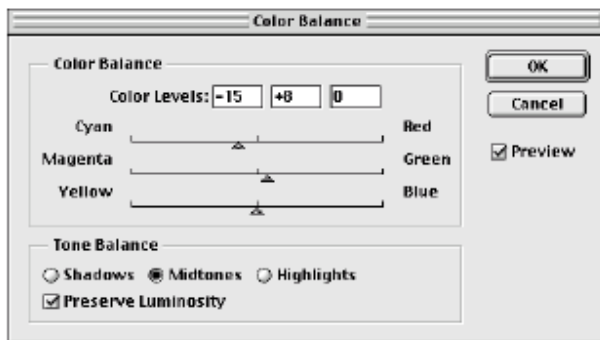 Color Balance
Color Balance
Color Levels: -15 +8 0
Cyan Red
Magenta Green
Yellow Blue
Tone Balance
Shadows Midtones Highlights
Preserve Luminosity
OK
Cancel
Preview